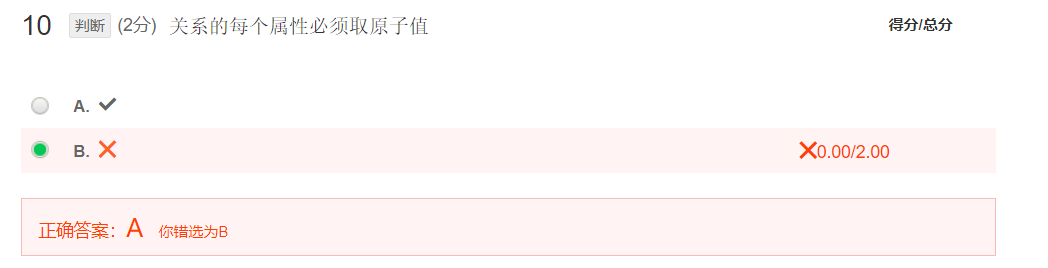 10 判断 (2分) 关系的每个属性必须取原子值 得分/总分
A. ✔
B. ✕ ✕0.00/2.00
正确答案：A 你错选为B